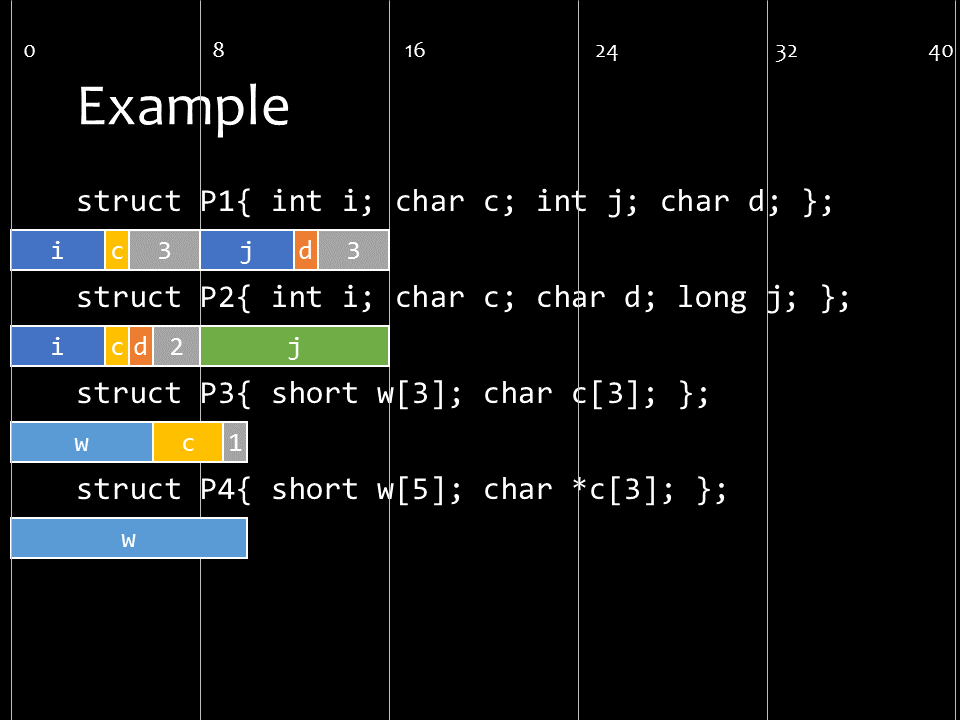 0 8 16 24 32 40
Example
struct P1{ int i; char c; int j; char d; };
i c 3 j d 3
struct P2{ int i; char c; char d; long j; };
i c d 2 j
struct P3{ short w[3]; char c[3]; };
w c 1
struct P4{ short w[5]; char *c[3]; };
w